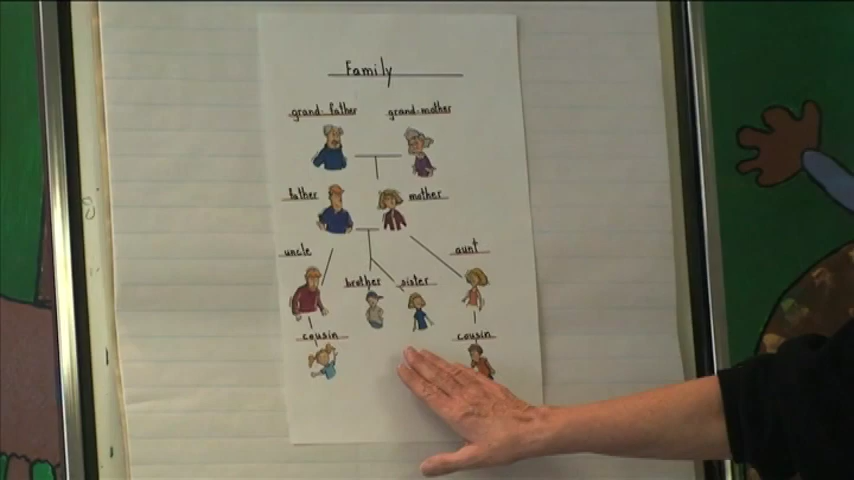 Family
grand-father grand-mother
father mother
uncle aunt
brother sister
cousin cousin